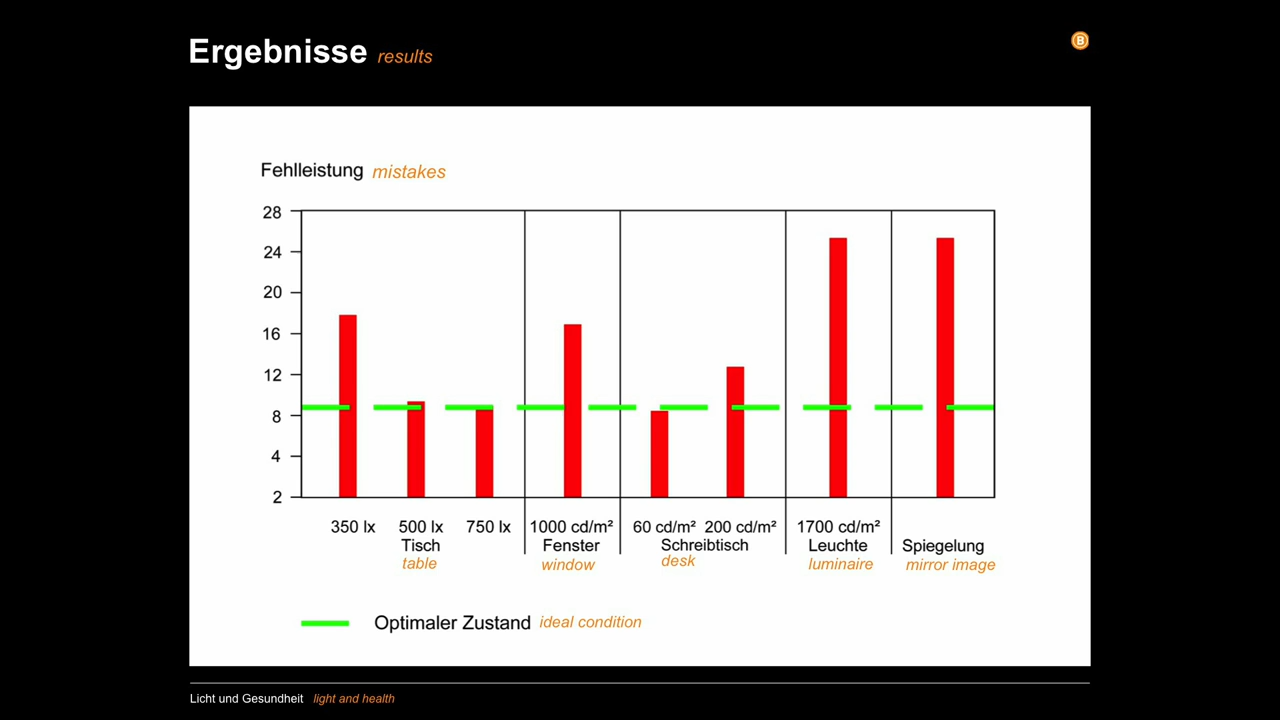 Ergebnisse results
B
Fehlleistung mistakes
28
24
20
16
12
8
4
2
350 lx 500 lx 750 lx 1000 cd/m² 60 cd/m² 200 cd/m² 1700 cd/m²
Tisch Fenster Schreibtisch Leuchte Spiegelung
table window desk luminaire mirror image
Optimaler Zustand ideal condition
Licht und Gesundheit light and health